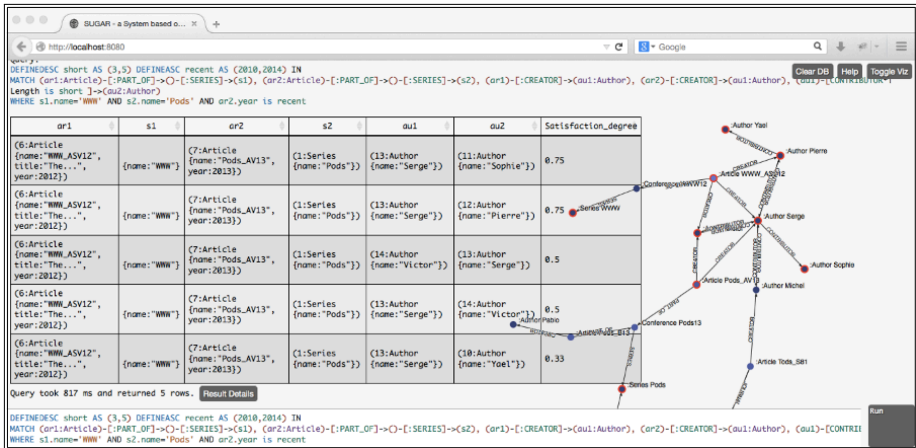 SUGAR - a System based o...
http://localhost:8080
Google
Query:
DEFINEDESC short AS (3,5) DEFINEASC recent AS (2010,2014) IN
MATCH (ar1:Article)-[:PART_OF]->()-[:SERIES]->(s1), (ar2:Article)-[:PART_OF]->()-[:SERIES]->(s2), (ar1)-[:CREATOR]->(au1:Author), (ar2)-[:CREATOR]->(au1:Author), (au1)-[:CONTRIBUTOR
Length is short ]->(au2:Author)
WHERE s1.name='WWW' AND s2.name='Pods' AND ar2.year is recent
Clear DB Help Toggle Viz
ar1 s1 ar2 s2 au1 au2 Satisfaction_degree
(6:Article {name:"WWW_ASV12", title:"The...", year:2012}) {name:"WWW"} (7:Article {name:"Pods_AV13", year:2013}) (1:Series {name:"Pods"}) (13:Author {name:"Serge"}) (11:Author {name:"Sophie"}) 0.75
(6:Article {name:"WWW_ASV12", title:"The...", year:2012}) {name:"WWW"} (7:Article {name:"Pods_AV13", year:2013}) (1:Series {name:"Pods"}) (13:Author {name:"Serge"}) (12:Author {name:"Pierre"}) 0.75
(6:Article {name:"WWW_ASV12", title:"The...", year:2012}) {name:"WWW"} (7:Article {name:"Pods_AV13", year:2013}) (1:Series {name:"Pods"}) (14:Author {name:"Victor"}) (13:Author {name:"Serge"}) 0.5
(6:Article {name:"WWW_ASV12", title:"The...", year:2012}) {name:"WWW"} (7:Article {name:"Pods_AV13", year:2013}) (1:Series {name:"Pods"}) (13:Author {name:"Serge"}) (14:Author {name:"Victor"}) 0.5
(6:Article {name:"WWW_ASV12", title:"The...", year:2012}) {name:"WWW"} (7:Article {name:"Pods_AV13", year:2013}) (1:Series {name:"Pods"}) (13:Author {name:"Serge"}) (10:Author {name:"Yael"}) 0.33
:Author Yael
:Author Pierre
:Article WWW_ASV12
:Conference WWW12
:Series WWW
:Author Serge
:Author Sophie
:Article Pods_AV13
:Author Michel
:Author Pablo
:Conference Pods13
:Article Tods_SB1
:Series Pods
Query took 817 ms and returned 5 rows. Result Details
DEFINEDESC short AS (3,5) DEFINEASC recent AS (2010,2014) IN
MATCH (ar1:Article)-[:PART_OF]->()-[:SERIES]->(s1), (ar2:Article)-[:PART_OF]->()-[:SERIES]->(s2), (ar1)-[:CREATOR]->(au1:Author), (ar2)-[:CREATOR]->(au1:Author), (au1)-[:CONTRIB
WHERE s1.name='WWW' AND s2.name='Pods' AND ar2.year is recent
Run